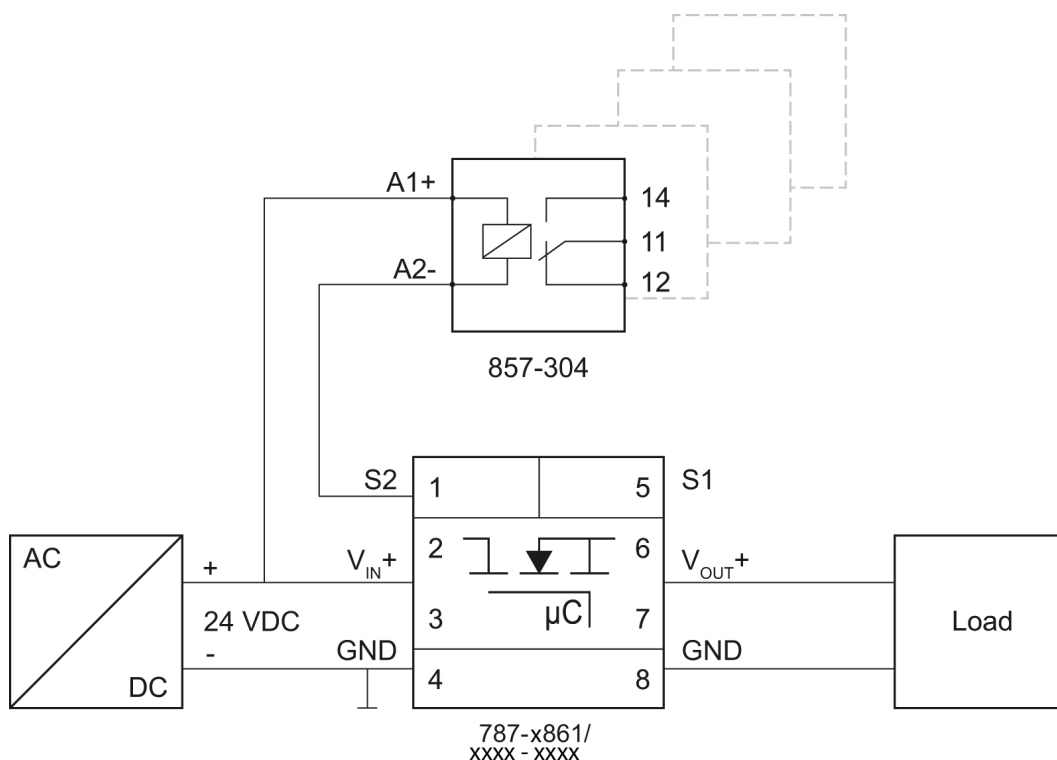 A1+
14
11
A2-
12
857-304
S2
1
5
S1
AC
+
VIN+
2
6
VOUT+
24 VDC
3
µC
7
Load
-
GND
GND
DC
4
8
787-x861/
xxxx - xxxx